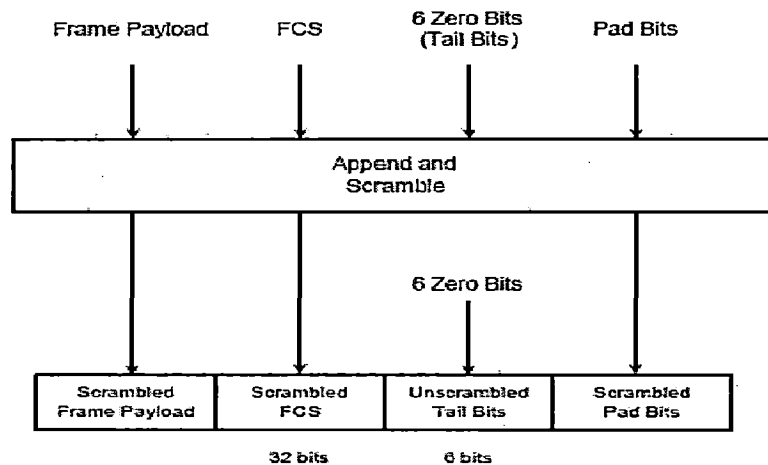 Frame Payload FCS 6 Zero Bits (Tail Bits) Pad Bits
Append and
Scramble
6 Zero Bits
Scrambled Frame Payload Scrambled FCS Unscrambled Tail Bits Scrambled Pad Bits
32 bits 6 bits